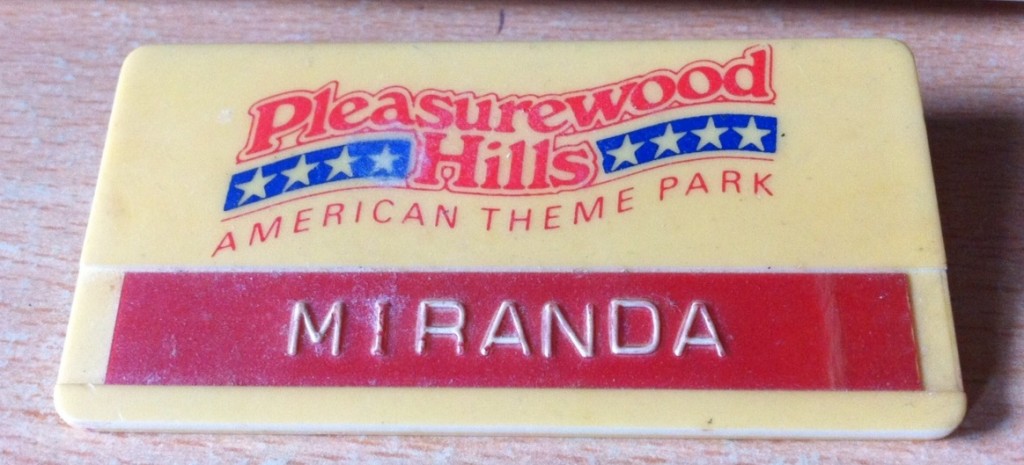 Pleasurewood
Hills
AMERICAN THEME PARK
MIRANDA